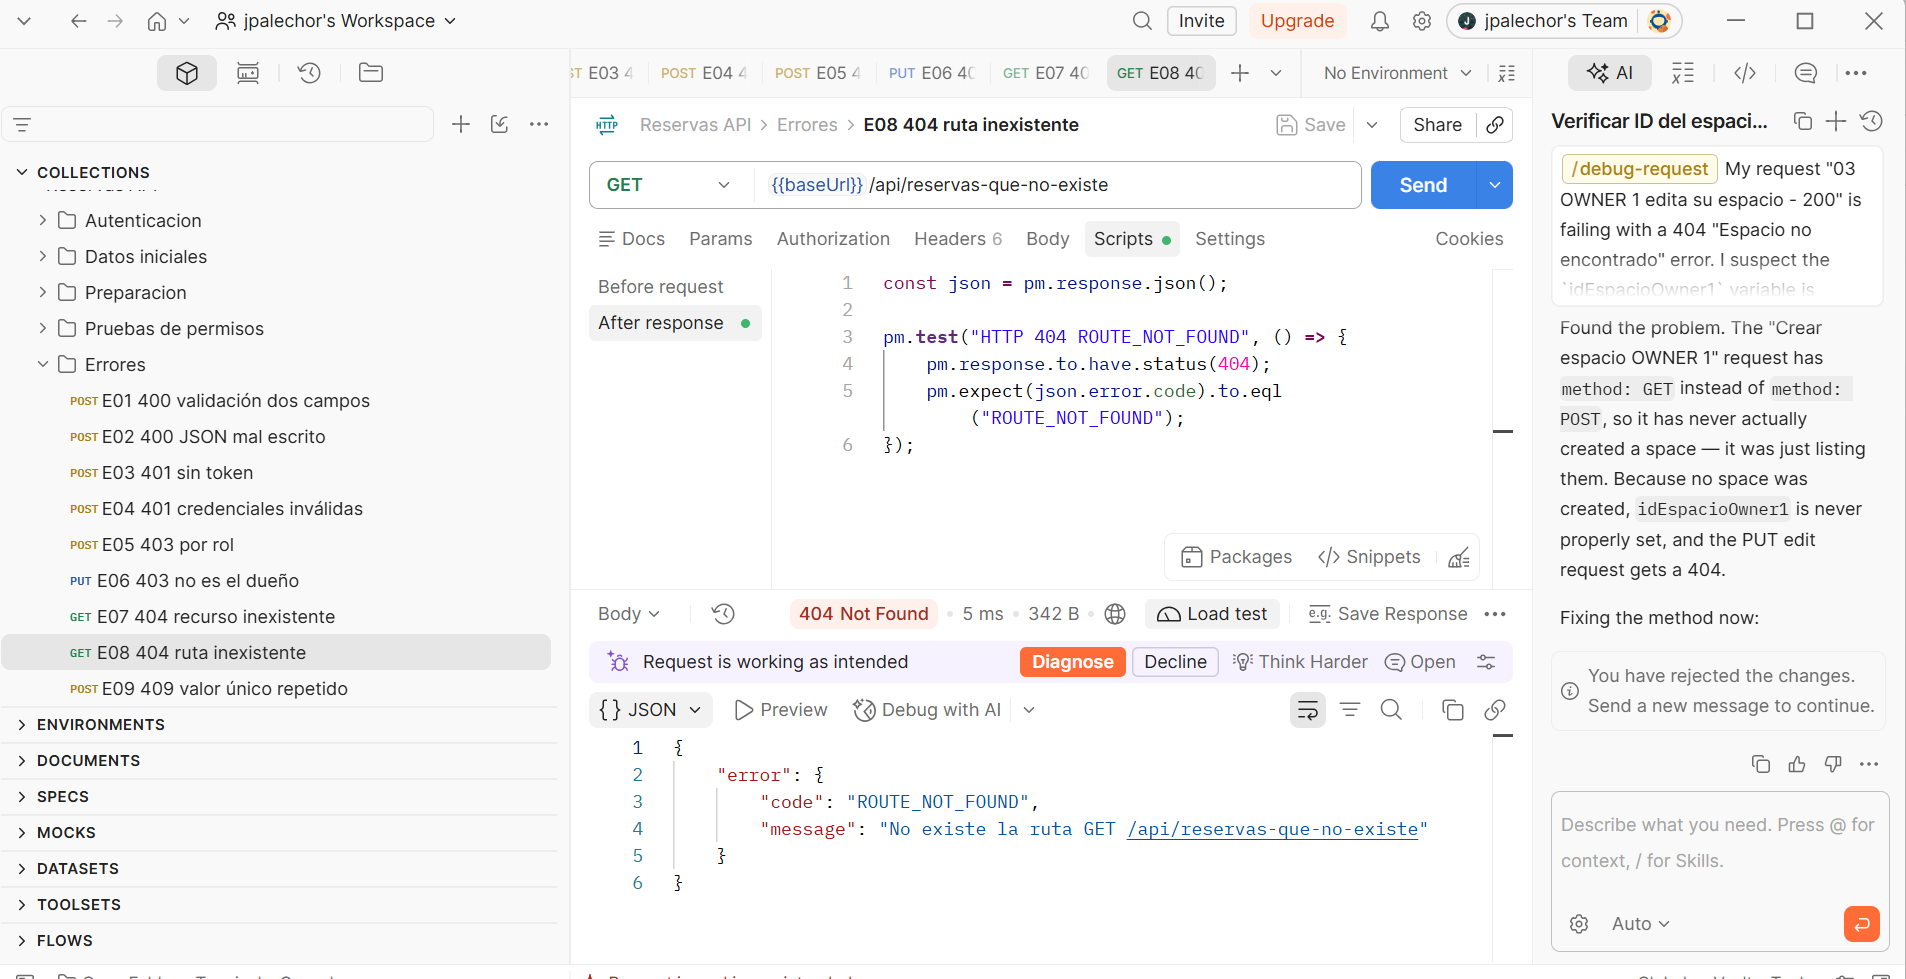 jpalechor's Workspace
Invite
Upgrade
jpalechor's Team
COLLECTIONS
Autenticacion
Datos iniciales
Preparacion
Pruebas de permisos
Errores
POST E01 400 validación dos campos
POST E02 400 JSON mal escrito
POST E03 401 sin token
POST E04 401 credenciales inválidas
POST E05 403 por rol
PUT E06 403 no es el dueño
GET E07 404 recurso inexistente
GET E08 404 ruta inexistente
POST E09 409 valor único repetido
ENVIRONMENTS
DOCUMENTS
SPECS
MOCKS
DATASETS
TOOLSETS
FLOWS
ST E03 4
POST E04 4
POST E05 4
PUT E06 40
GET E07 40
GET E08 40
No Environment
HTTP Reservas API > Errores > E08 404 ruta inexistente
Save
Share
GET
{{baseUrl}} /api/reservas-que-no-existe
Send
Docs Params Authorization Headers 6 Body Scripts Settings Cookies
Before request
After response
1 const json = pm.response.json();
2
3 pm.test("HTTP 404 ROUTE_NOT_FOUND", () => {
4 pm.response.to.have.status(404);
5 pm.expect(json.error.code).to.eql
("ROUTE_NOT_FOUND");
6 });
Packages </> Snippets
Body
404 Not Found • 5 ms • 342 B
Load test
e.g. Save Response
Request is working as intended
Diagnose
Decline
Think Harder
Open
{} JSON
Preview
Debug with AI
1 {
2 "error": {
3 "code": "ROUTE_NOT_FOUND",
4 "message": "No existe la ruta GET /api/reservas-que-no-existe"
5 }
6 }
AI
Verificar ID del espaci...
/debug-request My request "03
OWNER 1 edita su espacio - 200" is
failing with a 404 "Espacio no
encontrado" error. I suspect the
`idEspacioOwner1` variable is
Found the problem. The "Crear
espacio OWNER 1" request has
method: GET instead of method:
POST, so it has never actually
created a space — it was just listing
them. Because no space was
created, idEspacioOwner1 is never
properly set, and the PUT edit
request gets a 404.
Fixing the method now:
You have rejected the changes.
Send a new message to continue.
Describe what you need. Press @ for
context, / for Skills.
Auto